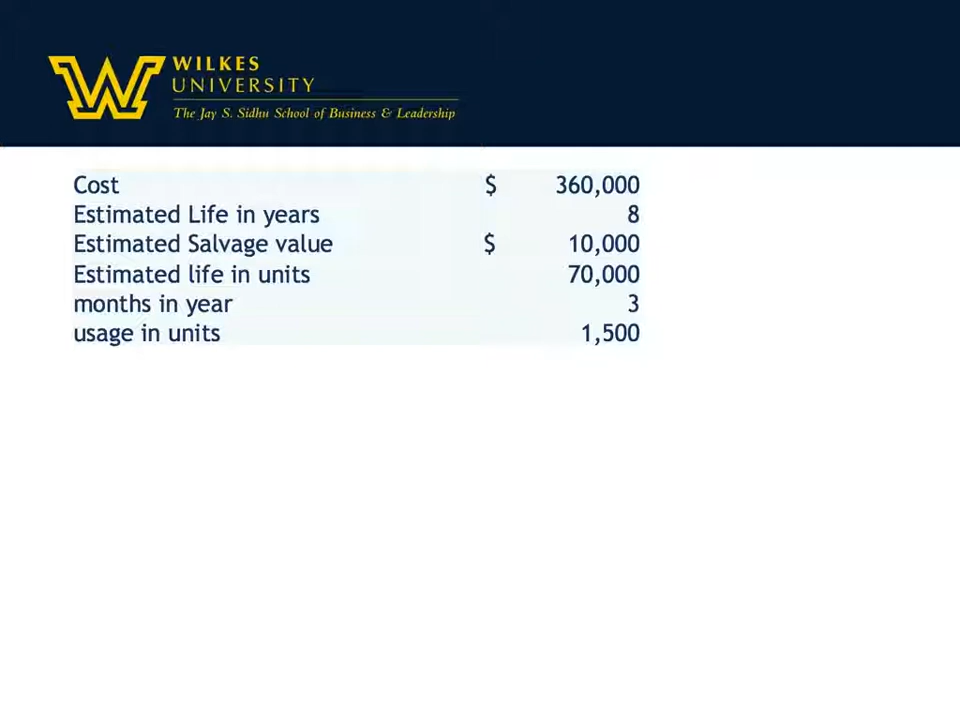 WILKES
UNIVERSITY
The Jay S. Sidhu School of Business & Leadership
Cost $ 360,000
Estimated Life in years 8
Estimated Salvage value $ 10,000
Estimated life in units 70,000
months in year 3
usage in units 1,500